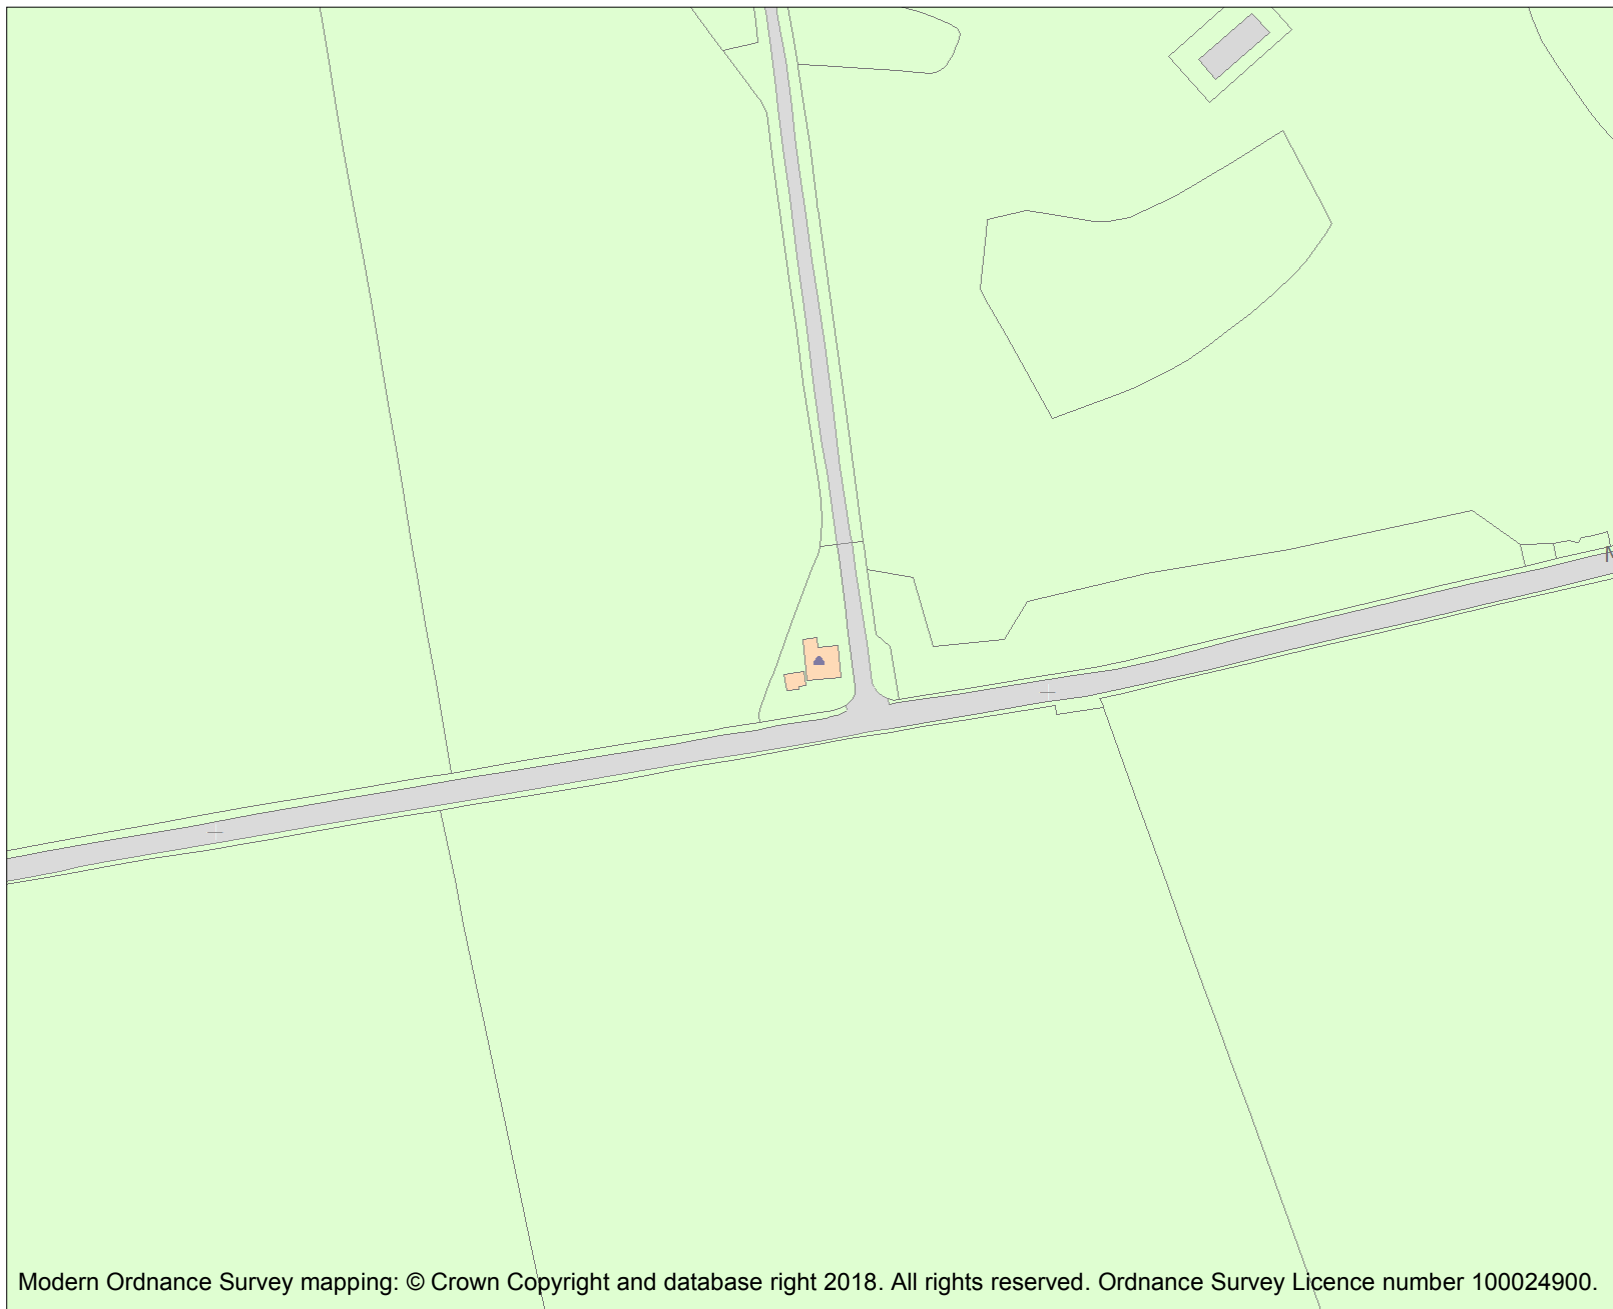 Modern Ordnance Survey mapping: © Crown Copyright and database right 2018. All rights reserved. Ordnance Survey Licence number 100024900.